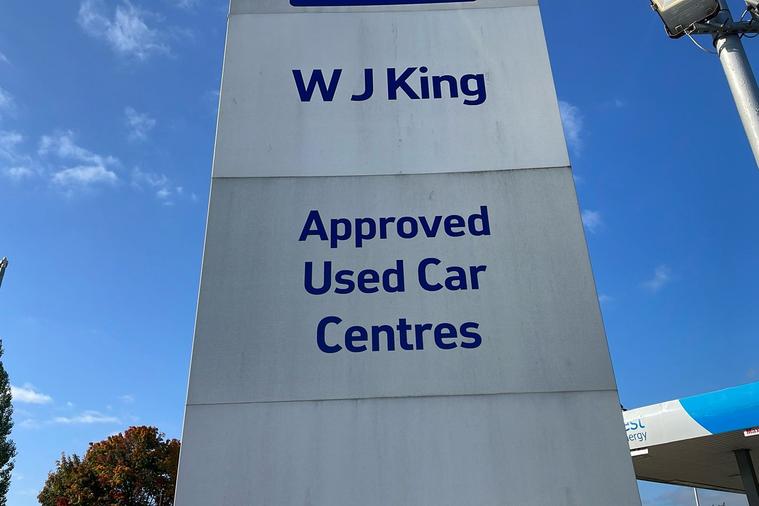 W J King
Approved
Used Car
Centres